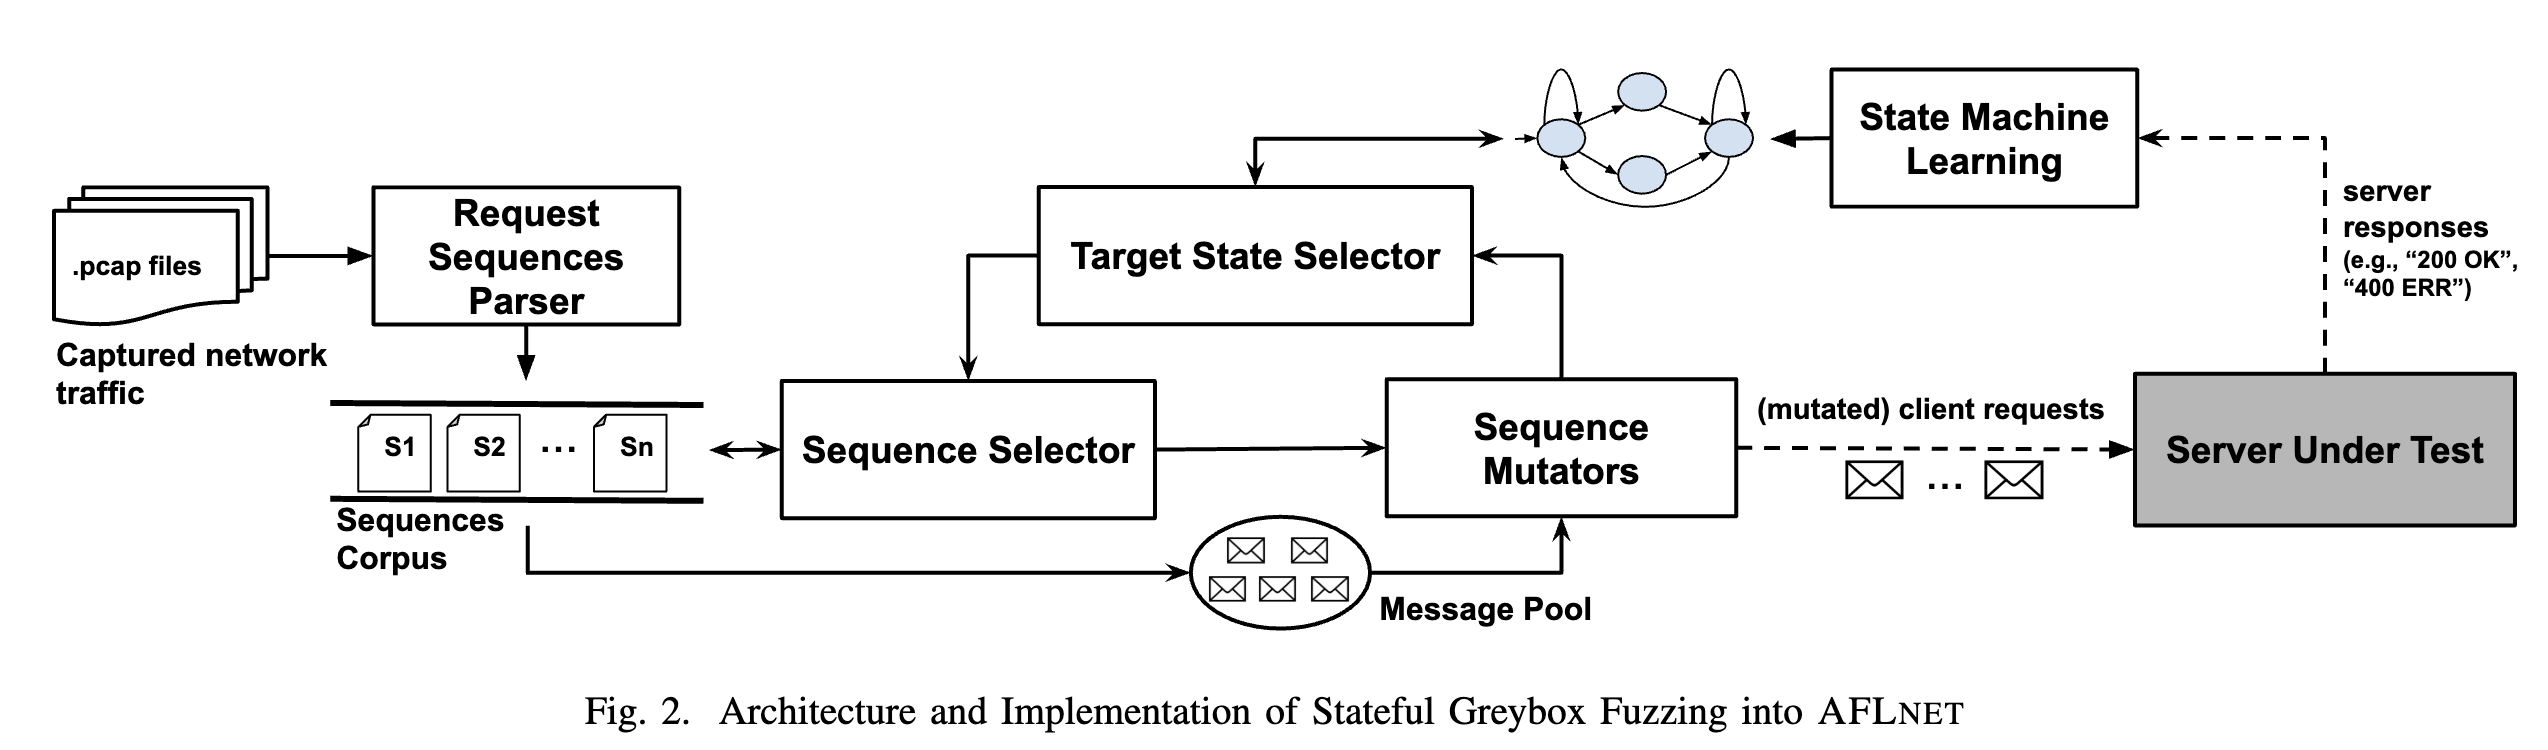 State Machine
Learning
server
responses
(e.g., “200 OK”,
“400 ERR”)
.pcap files
Captured network
traffic
Request
Sequences
Parser
Target State Selector
S1
S2
...
Sn
Sequences
Corpus
Sequence Selector
Sequence
Mutators
(mutated) client requests
...
Server Under Test
Message Pool
Fig. 2. Architecture and Implementation of Stateful Greybox Fuzzing into AFLNET